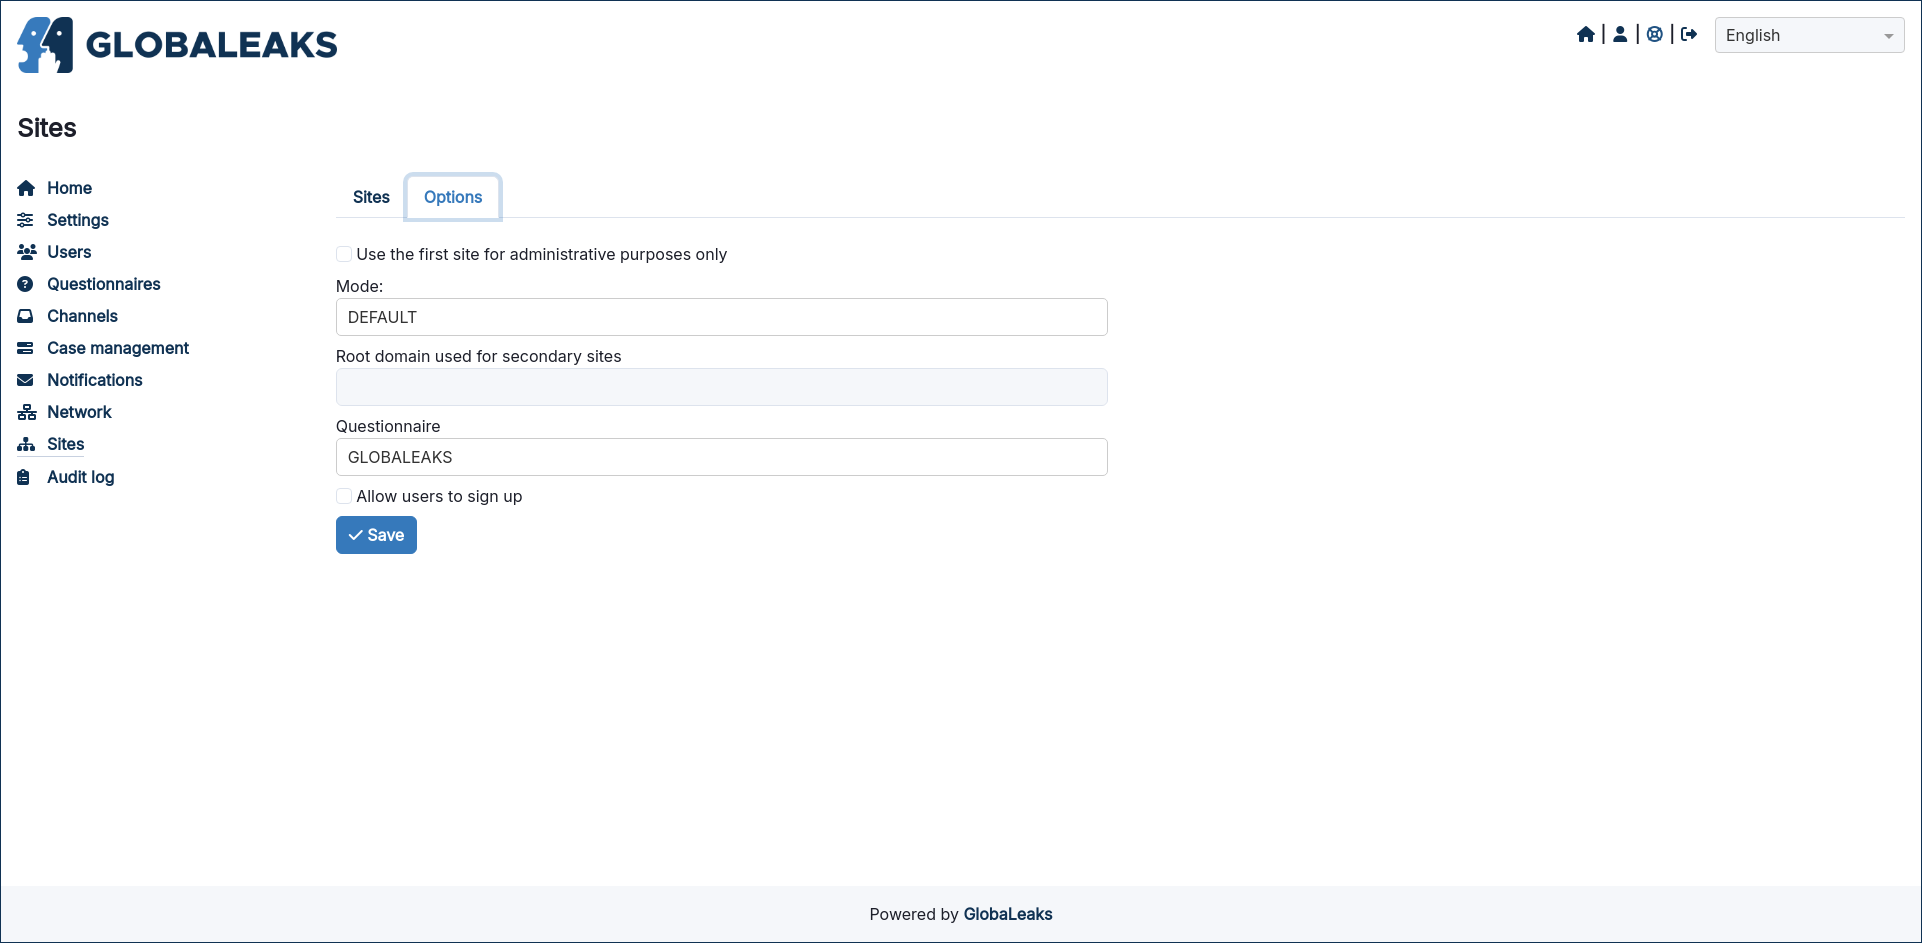 GLOBALEAKS
English
Sites
Home
Settings
Users
Questionnaires
Channels
Case management
Notifications
Network
Sites
Audit log
Sites Options
Use the first site for administrative purposes only
Mode:
DEFAULT
Root domain used for secondary sites
Questionnaire
GLOBALEAKS
Allow users to sign up
Save
Powered by GlobaLeaks